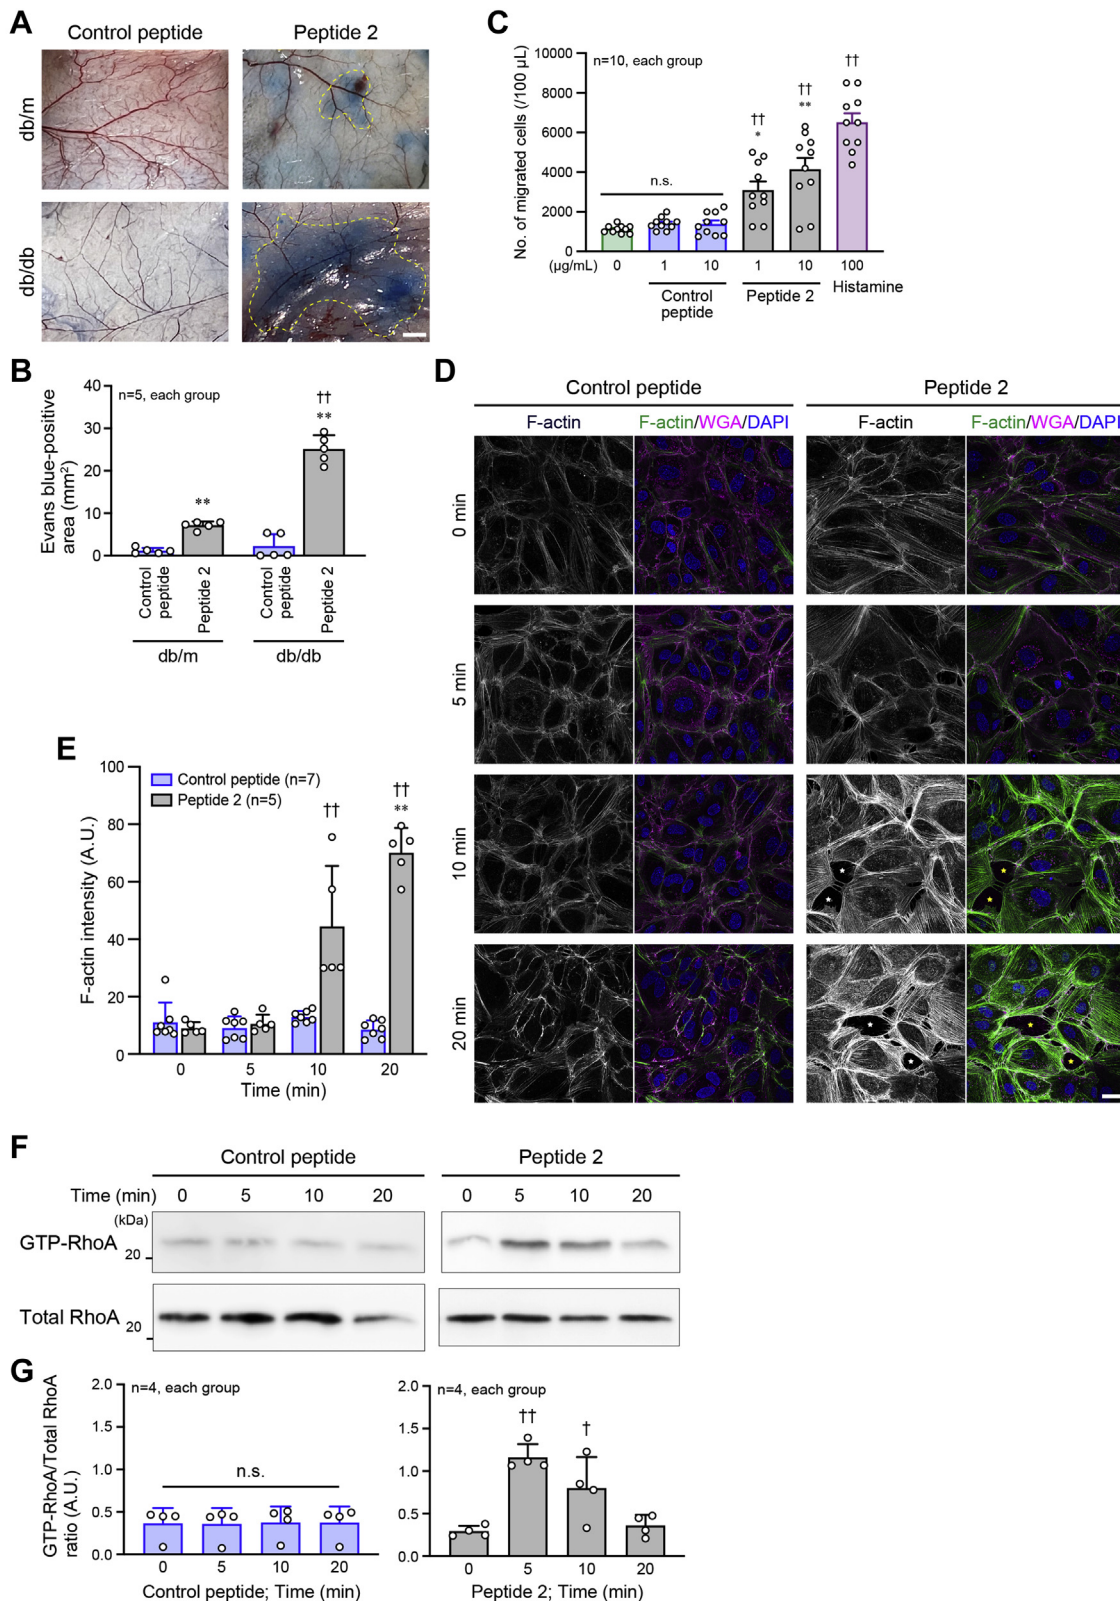 A
Control peptide
Peptide 2
db/m
db/db
B
n=5, each group
Evans blue-positive
area (mm²)
40
30
20
10
0
**
††
**
Control
peptide
Peptide 2
Control
peptide
Peptide 2
db/m
db/db
C
n=10, each group
No. of migrated cells (/100 µL)
10000
8000
6000
4000
2000
0
n.s.
††
*
††
**
††
(µg/mL)
0
1
10
1
10
100
Control
peptide
Peptide 2
Histamine
D
Control peptide
Peptide 2
F-actin
F-actin/WGA/DAPI
F-actin
F-actin/WGA/DAPI
0 min
5 min
10 min
20 min
E
F-actin intensity (A.U.)
100
80
60
40
20
0
Control peptide (n=7)
Peptide 2 (n=5)
††
††
**
0
5
10
20
Time (min)
F
Control peptide
Peptide 2
Time (min)
0
5
10
20
0
5
10
20
(kDa)
GTP-RhoA
20
Total RhoA
20
G
GTP-RhoA/Total RhoA
ratio (A.U.)
2.0
1.5
1.0
0.5
0.0
n=4, each group
n.s.
0
5
10
20
Control peptide; Time (min)
2.0
1.5
1.0
0.5
0.0
n=4, each group
††
†
0
5
10
20
Peptide 2; Time (min)